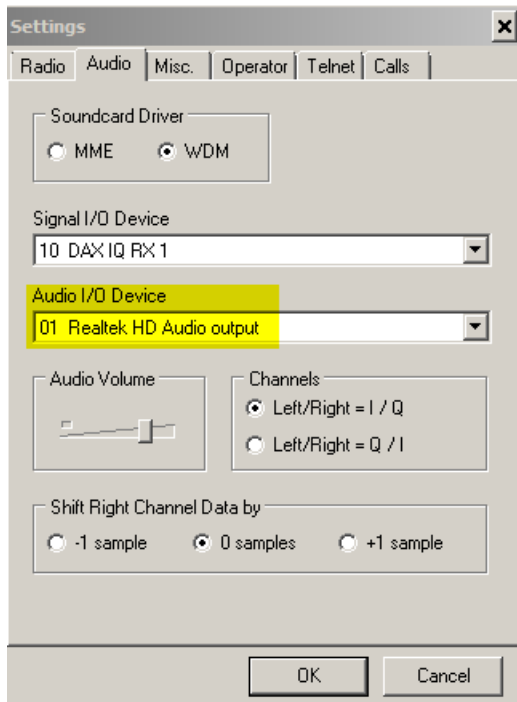 Settings
Radio Audio Misc. Operator Telnet Calls
Soundcard Driver
MME WDM
Signal I/O Device
10 DAX IQ RX 1
Audio I/O Device
01 Realtek HD Audio output
Audio Volume
Channels
Left/Right = I / Q
Left/Right = Q / I
Shift Right Channel Data by
-1 sample 0 samples +1 sample
OK Cancel